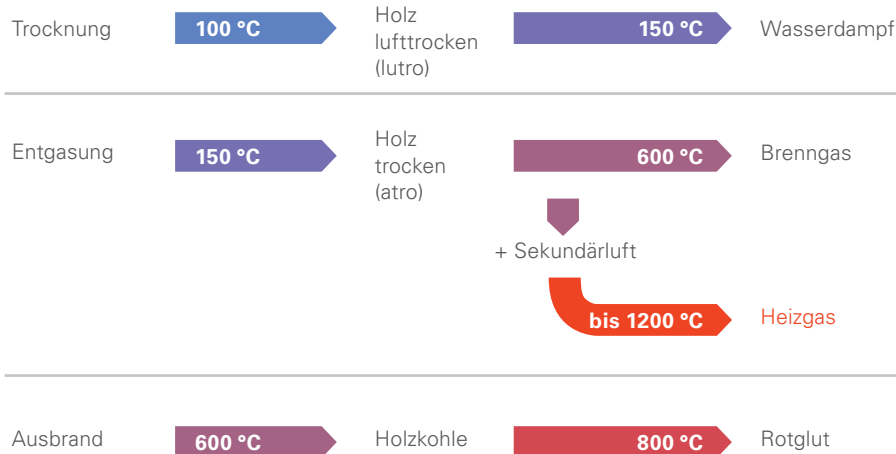 Trocknung
100 °C
Holz
lufttrocken
(lutro)
150 °C
Wasserdampf
Entgasung
150 °C
Holz
trocken
(atro)
600 °C
Brenngas
+ Sekundärluft
bis 1200 °C
Heizgas
Ausbrand
600 °C
Holzkohle
800 °C
Rotglut